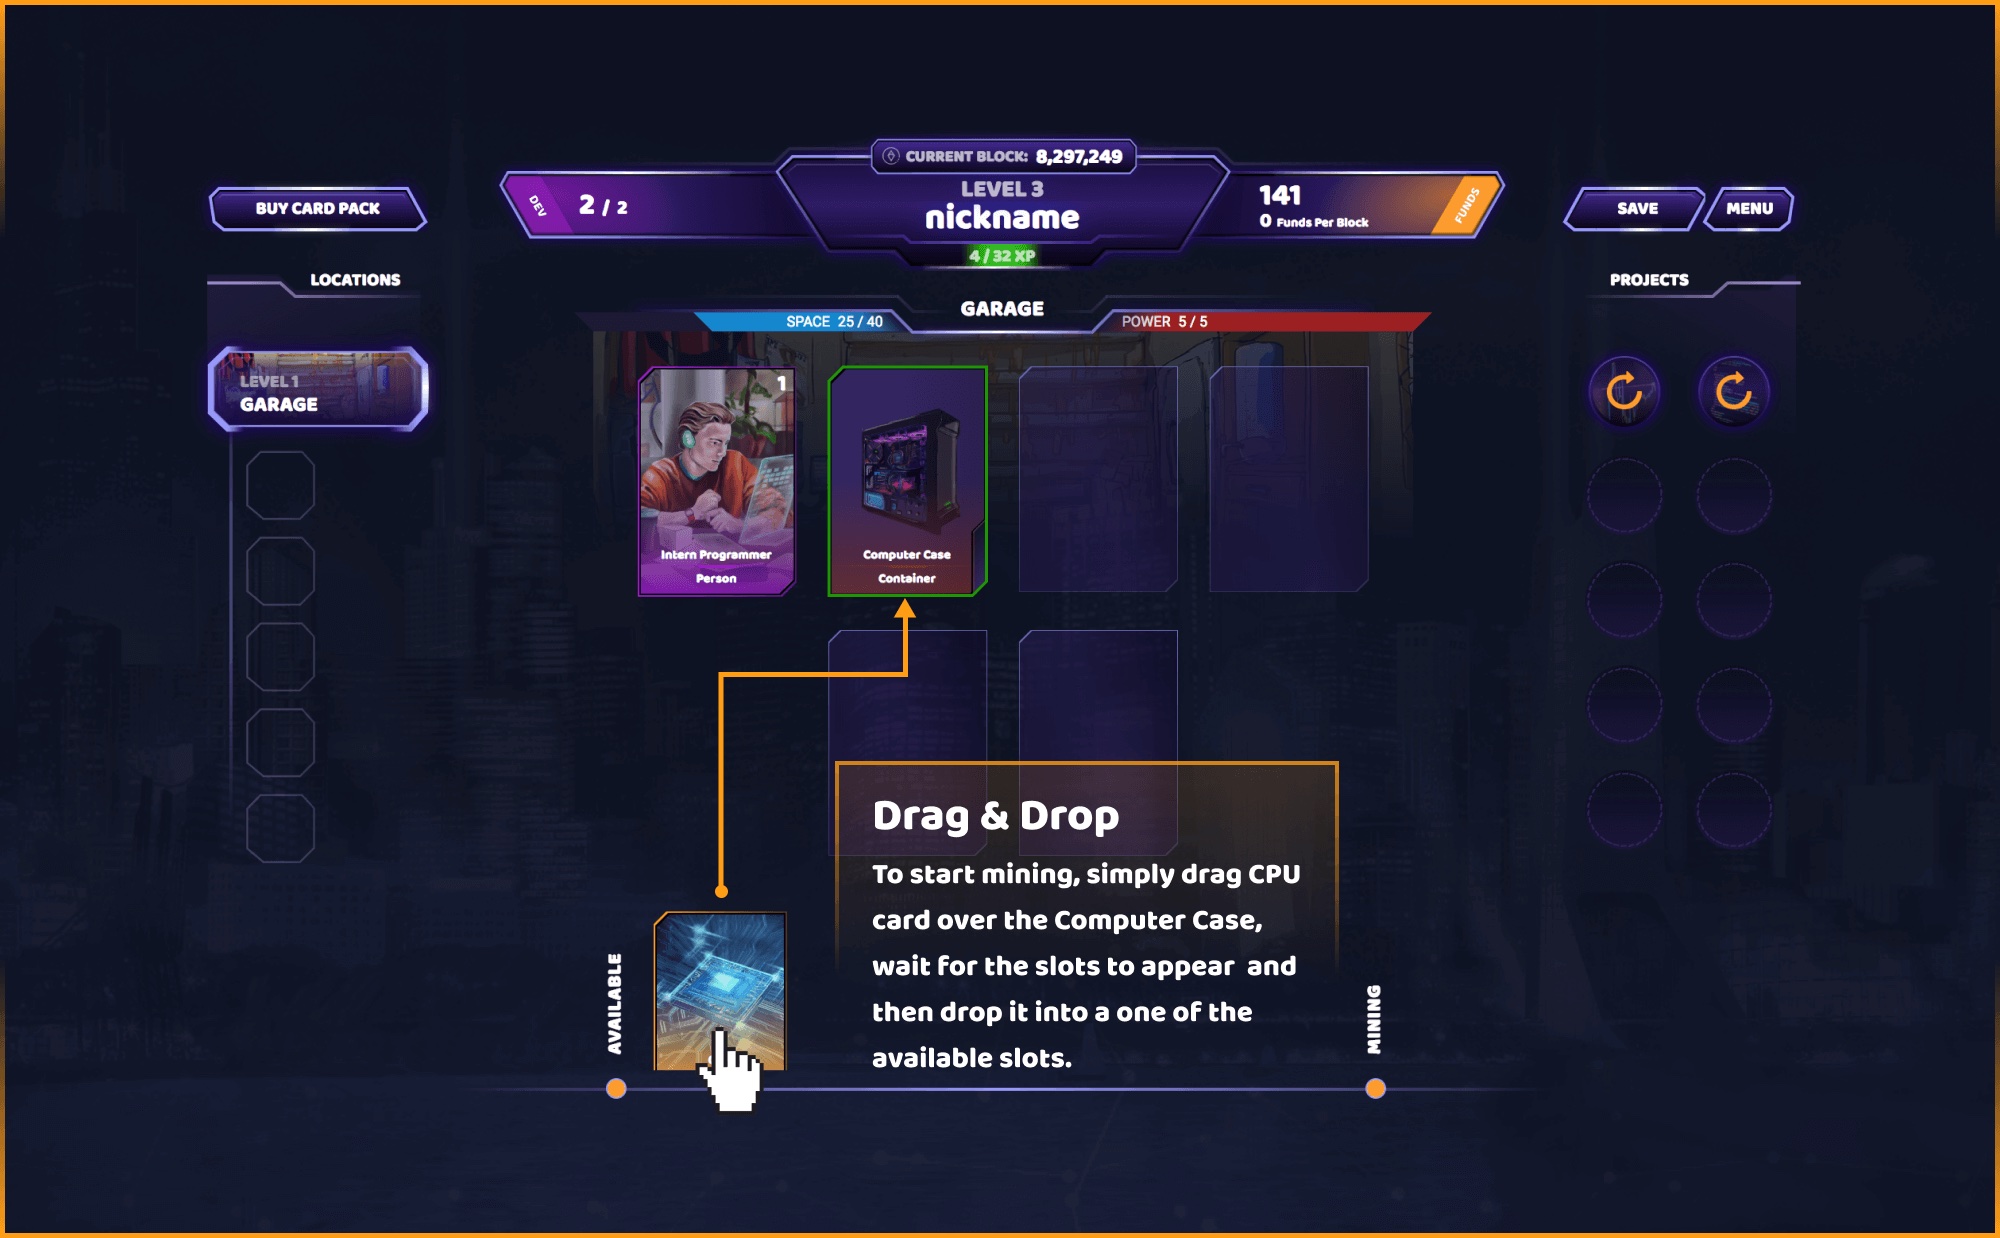 CURRENT BLOCK: 8,297,249
BUY CARD PACK
DEV
2 / 2
LEVEL 3
nickname
4 / 32 XP
141
0 Funds Per Block
FUNDS
SAVE
MENU
LOCATIONS
PROJECTS
GARAGE
SPACE 25 / 40
POWER 5 / 5
LEVEL 1
GARAGE
1
Intern Programmer
Person
Computer Case
Container
Drag & Drop
To start mining, simply drag CPU
card over the Computer Case,
wait for the slots to appear and
then drop it into a one of the
available slots.
AVAILABLE
MINING